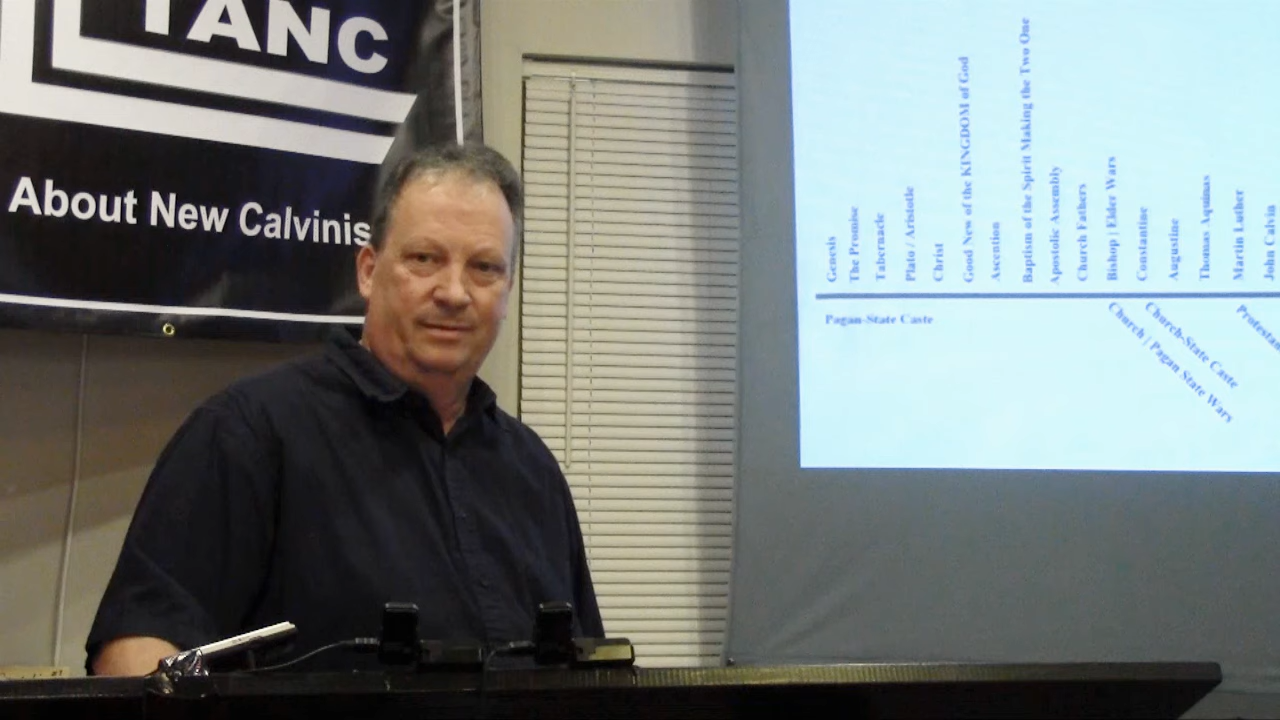 TANC
About New Calvinis
Genesis
The Promise
Tabernacle
Plato / Aristotle
Christ
Good New of the KINGDOM of God
Ascention
Baptism of the Spirit Making the Two One
Apostolic Assembly
Church Fathers
Bishop | Elder Wars
Constantine
Augustine
Thomas Aquinas
Martin Luther
John Calvin
Pagan-State Caste
Church | Pagan State Wars
Church-State Caste
Protestan